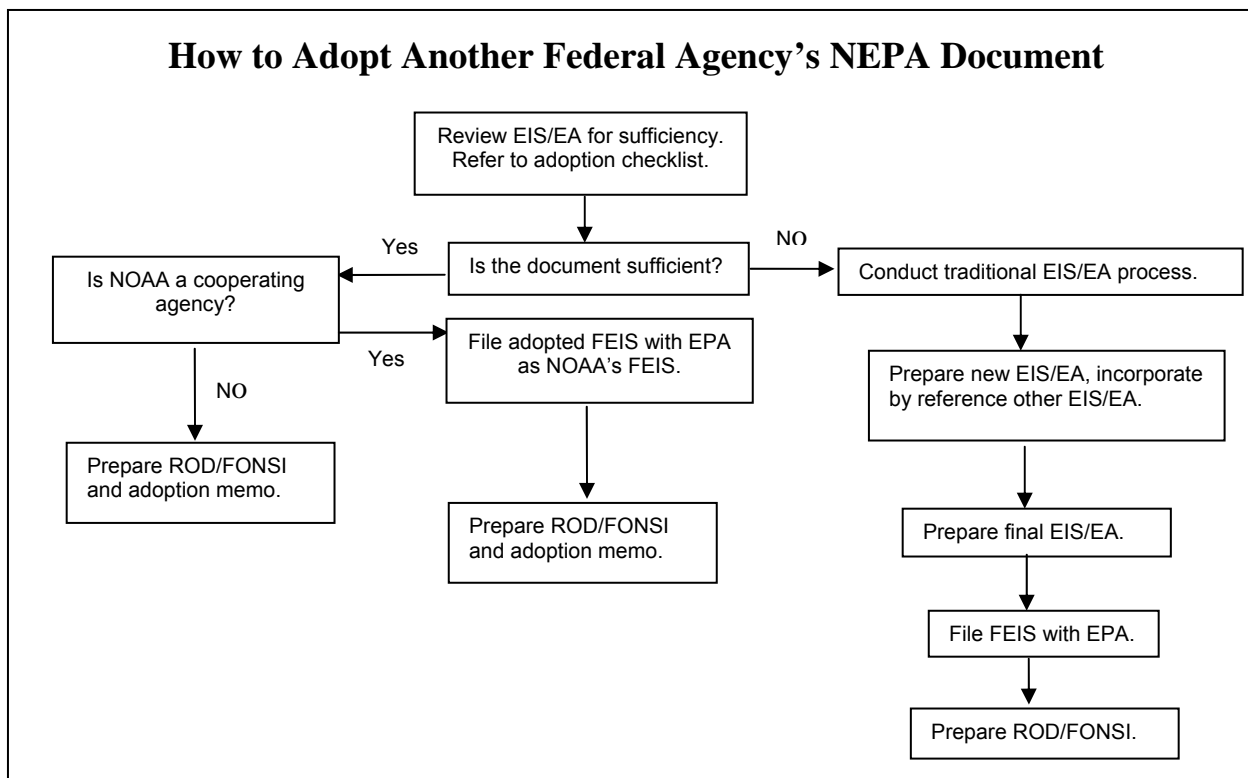 How to Adopt Another Federal Agency’s NEPA Document
Review EIS/EA for sufficiency.
Refer to adoption checklist.
Yes
NO
Is the document sufficient?
Is NOAA a cooperating
agency?
Conduct traditional EIS/EA process.
Yes
File adopted FEIS with EPA
as NOAA’s FEIS.
NO
Prepare new EIS/EA, incorporate
by reference other EIS/EA.
Prepare ROD/FONSI
and adoption memo.
Prepare ROD/FONSI
and adoption memo.
Prepare final EIS/EA.
File FEIS with EPA.
Prepare ROD/FONSI.